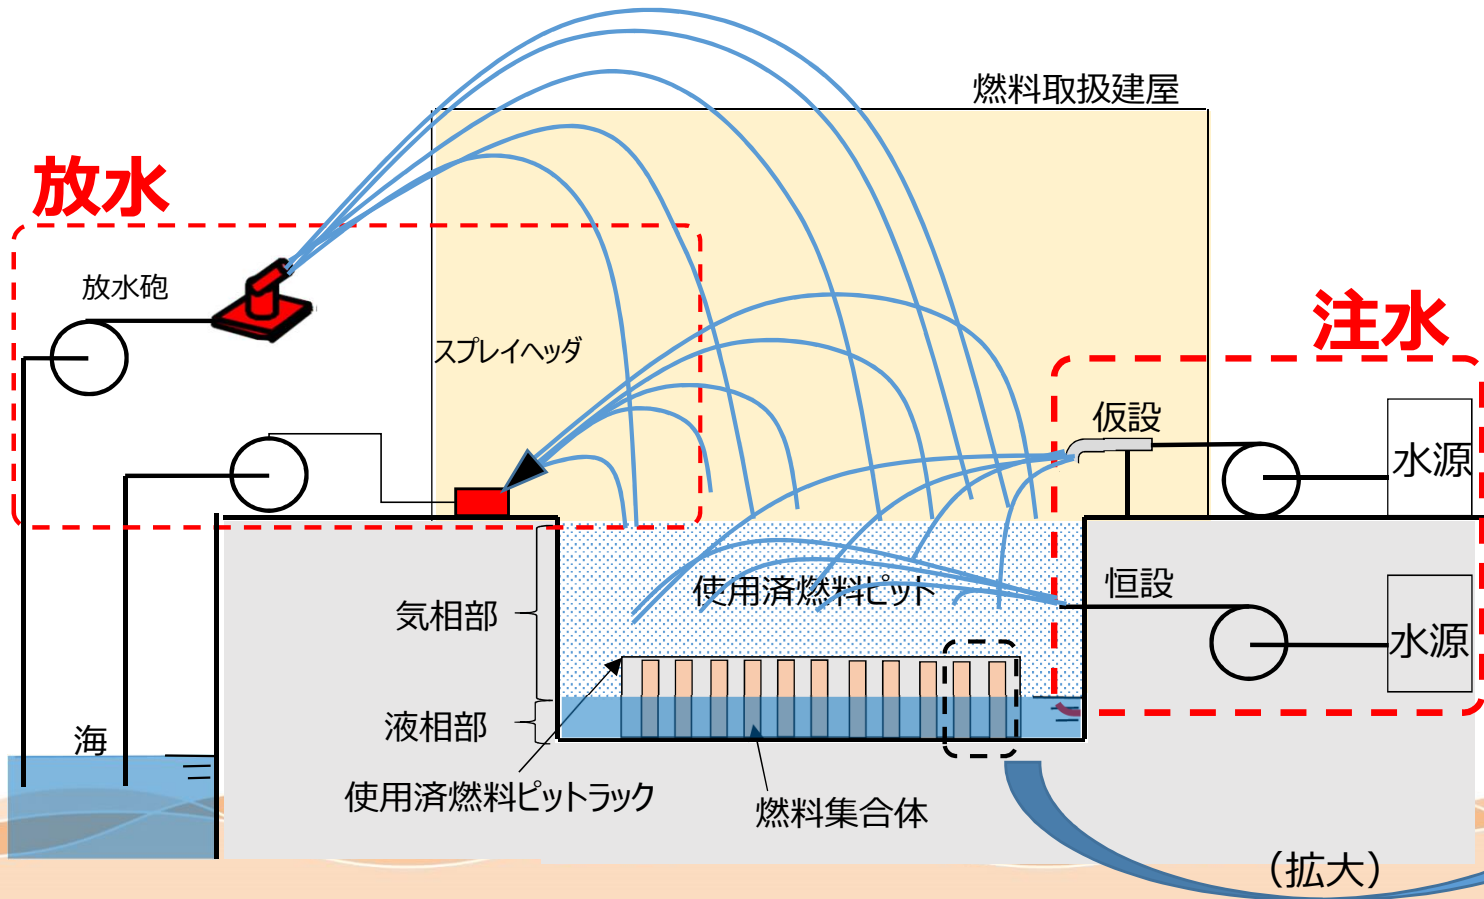 燃料取扱建屋
放水
放水砲
スプレイヘッダ
注水
仮設
水源
使用済燃料ピット
恒設
気相部
水源
液相部
海
使用済燃料ピットラック
燃料集合体
（拡大）